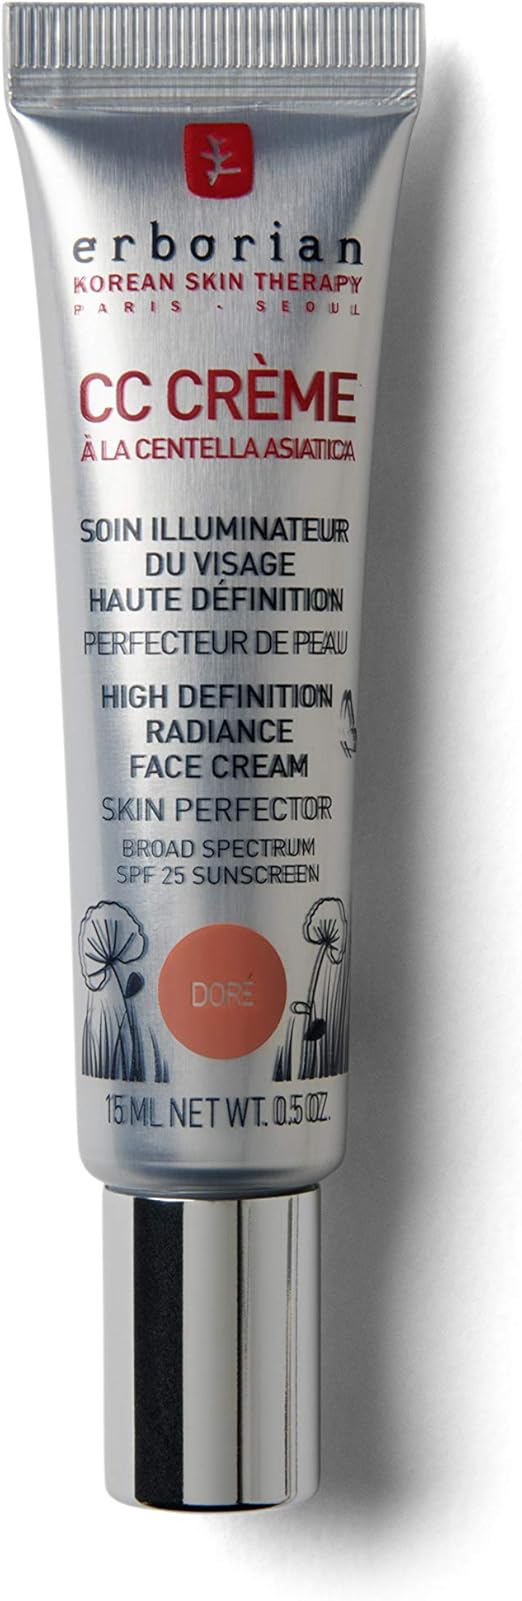 erborian
KOREAN SKIN THERAPY
PARIS - SEOUL
CC CRÈME
À LA CENTELLA ASIATICA
SOIN ILLUMINATEUR
DU VISAGE
HAUTE DÉFINITION
PERFECTEUR DE PEAU
HIGH DEFINITION
RADIANCE
FACE CREAM
SKIN PERFECTOR
BROAD SPECTRUM
SPF 25 SUNSCREEN
DORÉ
15 ML NET WT. 0.5 OZ.